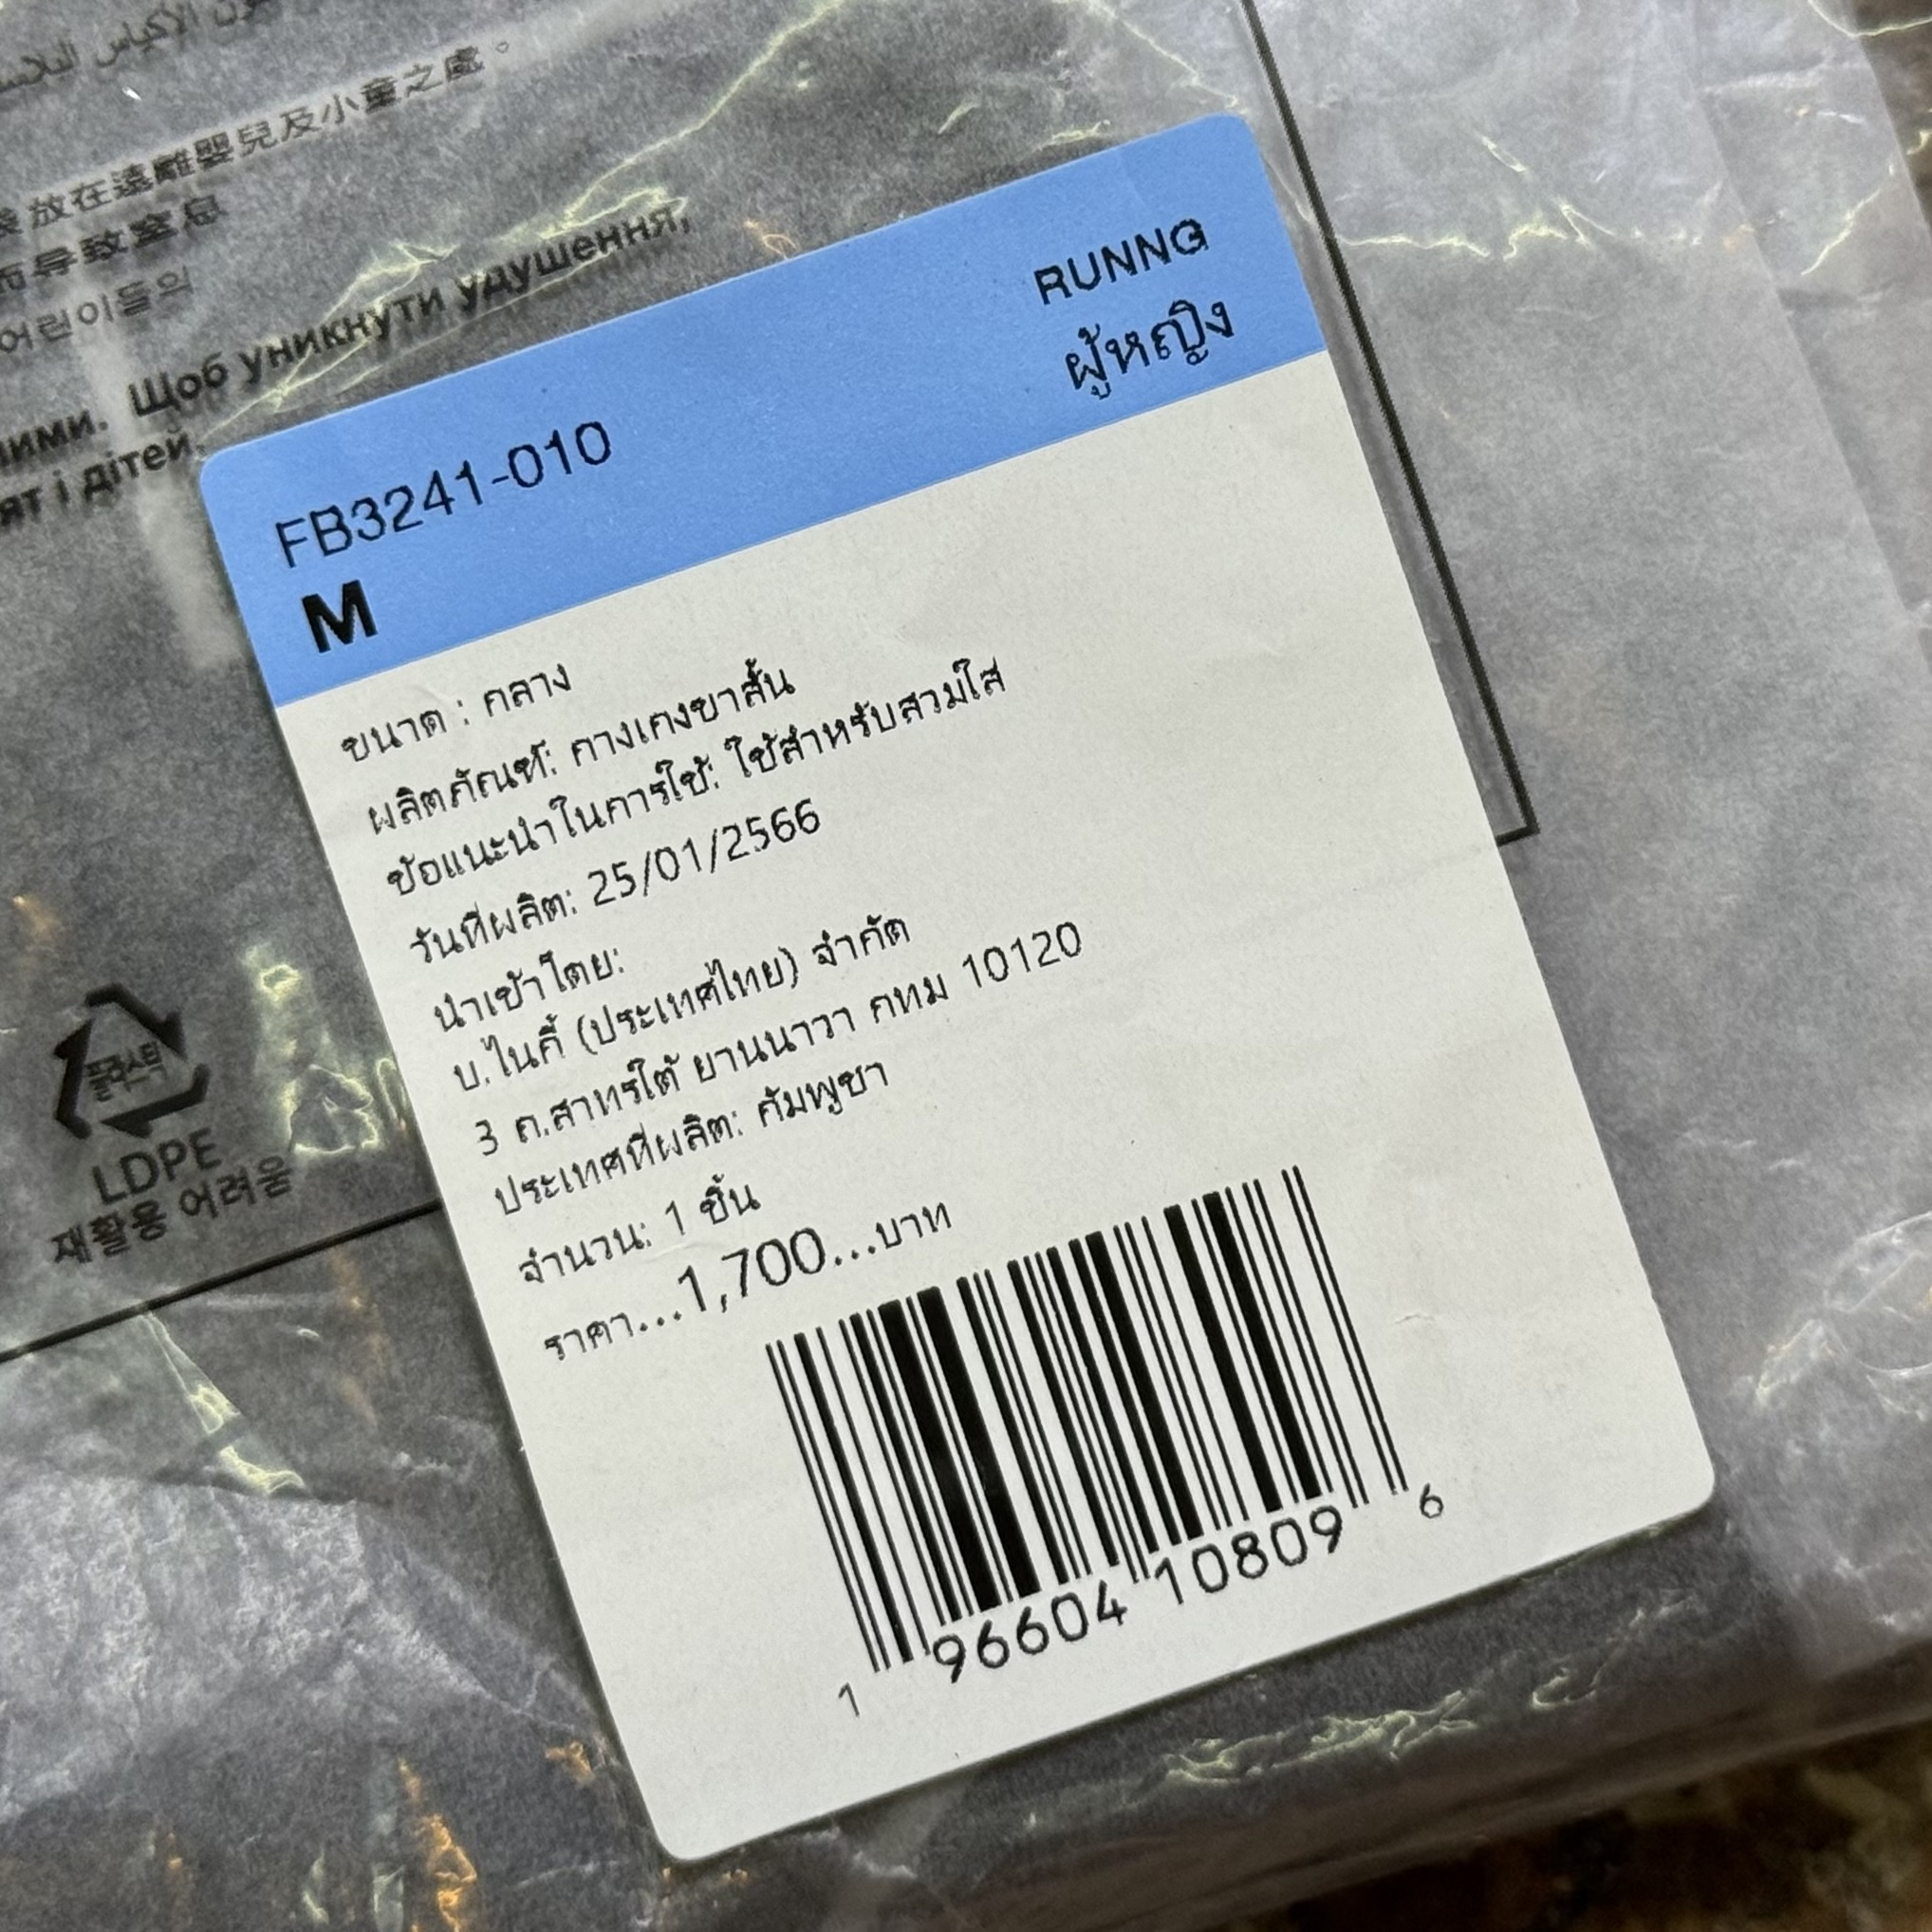 放在遠離嬰兒及小童之處。
而导致窒息
어린이들의
Щоб уникнути удушення,
і дітей.
FB3241-010
M
RUNNG
ผู้หญิง
ขนาด : กลาง
ผลิตภัณฑ์: กางเกงขาสั้น
ข้อแนะนำในการใช้: ใช้สำหรับสวมใส่
วันที่ผลิต: 25/01/2566
นำเข้าโดย:
บ.ไนกี้ (ประเทศไทย) จำกัด
3 ถ.สาทรใต้ ยานนาวา กทม 10120
ประเทศที่ผลิต: กัมพูชา
จำนวน: 1 ชิ้น
ราคา...1,700...บาท
1 96604 10809 6
플라스틱
LDPE
재활용 어려움